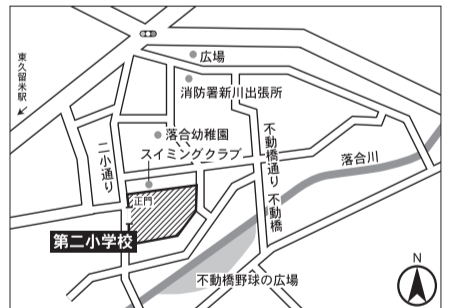 広場
東久留米駅
消防署新川出張所
落合幼稚園
スイミングクラブ
二小通り
不動橋通り
不動橋
落合川
正門
第二小学校
不動橋野球の広場
N